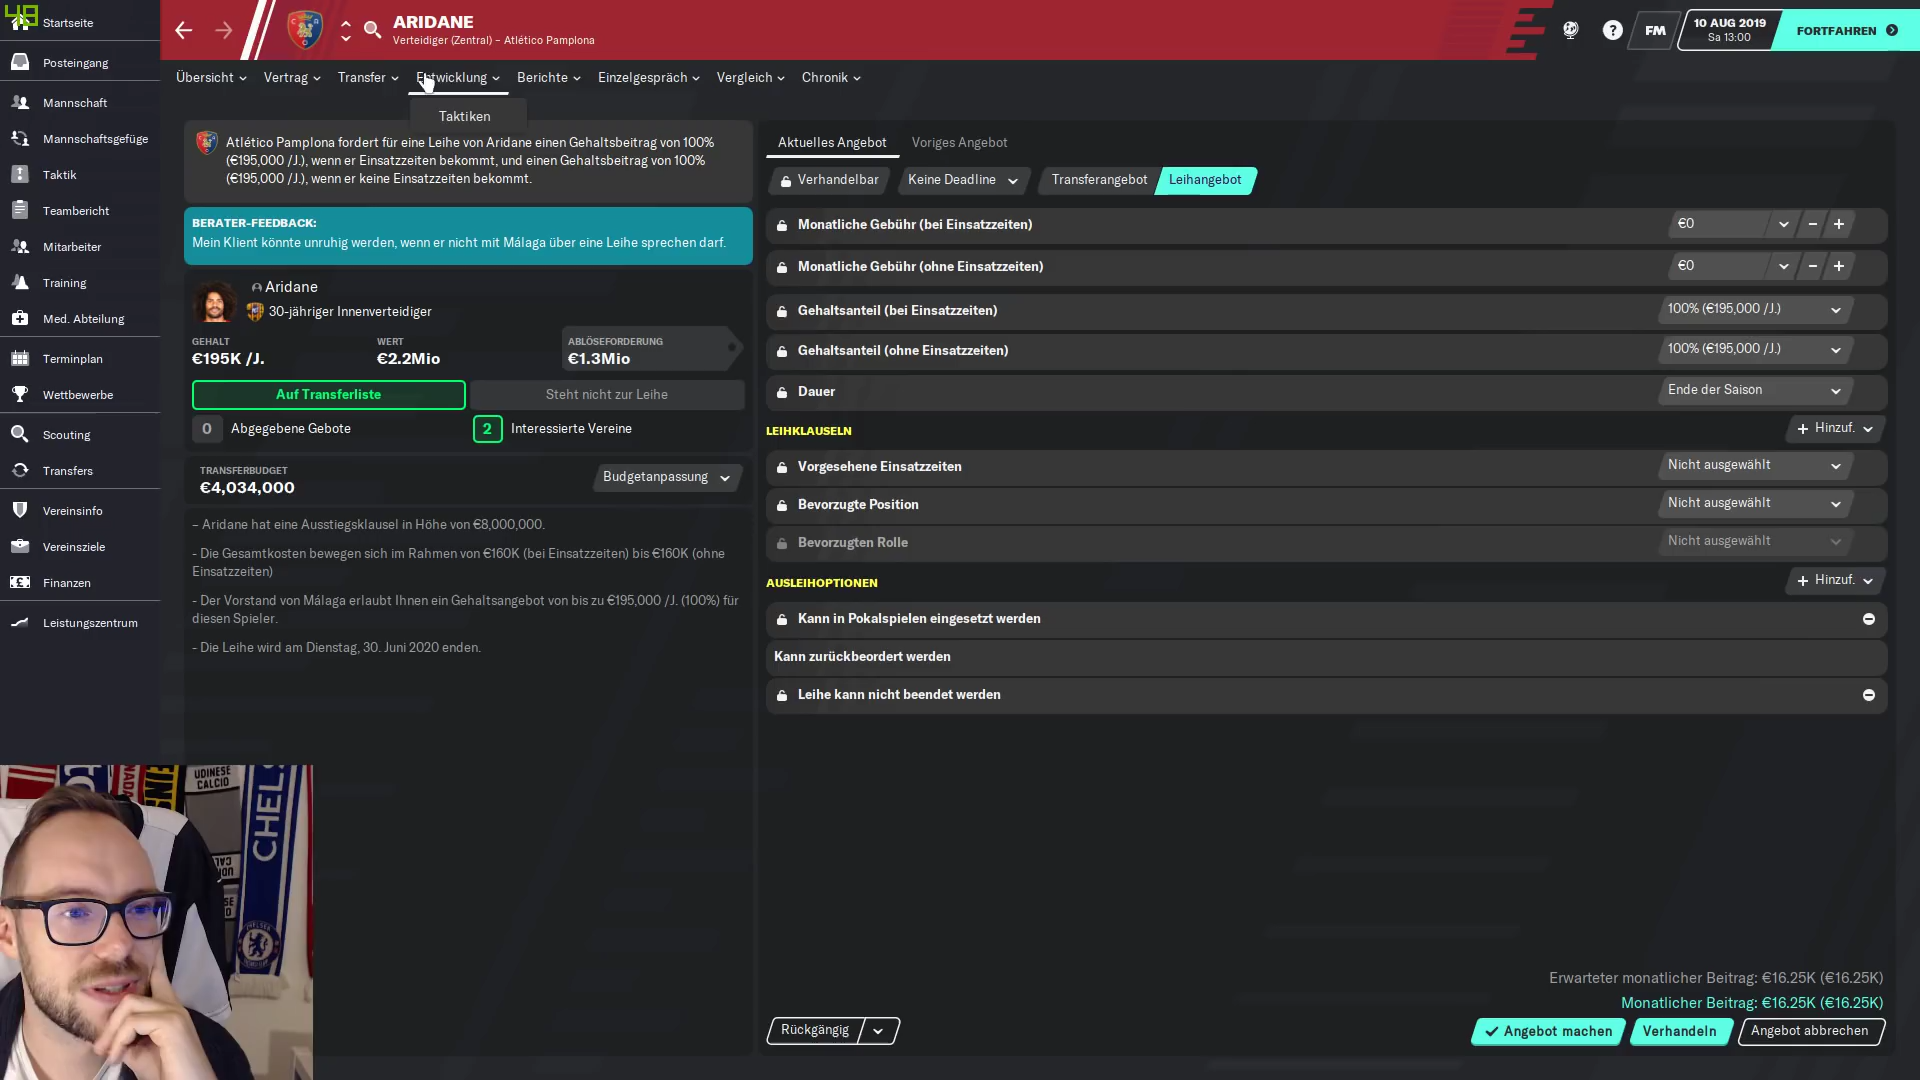 48
Startseite
Posteingang
Mannschaft
Mannschaftsgefüge
Taktik
Teambericht
Mitarbeiter
Training
Med. Abteilung
Terminplan
Wettbewerbe
Scouting
Transfers
Vereinsinfo
Vereinsziele
Finanzen
Leistungszentrum
ARIDANE
Verteidiger (Zentral) – Atlético Pamplona
FM
10 AUG 2019
Sa 13:00
FORTFAHREN
Übersicht
Vertrag
Transfer
Entwicklung
Berichte
Einzelgespräch
Vergleich
Chronik
Taktiken
Atlético Pamplona fordert für eine Leihe von Aridane einen Gehaltsbeitrag von 100%
(€195,000 /J.), wenn er Einsatzzeiten bekommt, und einen Gehaltsbeitrag von 100%
(€195,000 /J.), wenn er keine Einsatzzeiten bekommt.
BERATER-FEEDBACK:
Mein Klient könnte unruhig werden, wenn er nicht mit Málaga über eine Leihe sprechen darf.
Aridane
30-jähriger Innenverteidiger
GEHALT
€195K /J.
WERT
€2.2Mio
ABLÖSEFORDERUNG
€1.3Mio
Auf Transferliste
Steht nicht zur Leihe
0 Abgegebene Gebote
2 Interessierte Vereine
TRANSFERBUDGET
€4,034,000
Budgetanpassung
– Aridane hat eine Ausstiegsklausel in Höhe von €8,000,000.
- Die Gesamtkosten bewegen sich im Rahmen von €160K (bei Einsatzzeiten) bis €160K (ohne
Einsatzzeiten)
- Der Vorstand von Málaga erlaubt Ihnen ein Gehaltsangebot von bis zu €195,000 /J. (100%) für
diesen Spieler.
- Die Leihe wird am Dienstag, 30. Juni 2020 enden.
Aktuelles Angebot
Voriges Angebot
Verhandelbar
Keine Deadline
Transferangebot
Leihangebot
Monatliche Gebühr (bei Einsatzzeiten)
€0
Monatliche Gebühr (ohne Einsatzzeiten)
€0
Gehaltsanteil (bei Einsatzzeiten)
100% (€195,000 /J.)
Gehaltsanteil (ohne Einsatzzeiten)
100% (€195,000 /J.)
Dauer
Ende der Saison
LEIHKLAUSELN
+ Hinzuf.
Vorgesehene Einsatzzeiten
Nicht ausgewählt
Bevorzugte Position
Nicht ausgewählt
Bevorzugten Rolle
Nicht ausgewählt
AUSLEIHOPTIONEN
+ Hinzuf.
Kann in Pokalspielen eingesetzt werden
Kann zurückbeordert werden
Leihe kann nicht beendet werden
Erwarteter monatlicher Beitrag: €16.25K (€16.25K)
Monatlicher Beitrag: €16.25K (€16.25K)
Rückgängig
Angebot machen
Verhandeln
Angebot abbrechen
UDINESE
CALCIO
CHELS